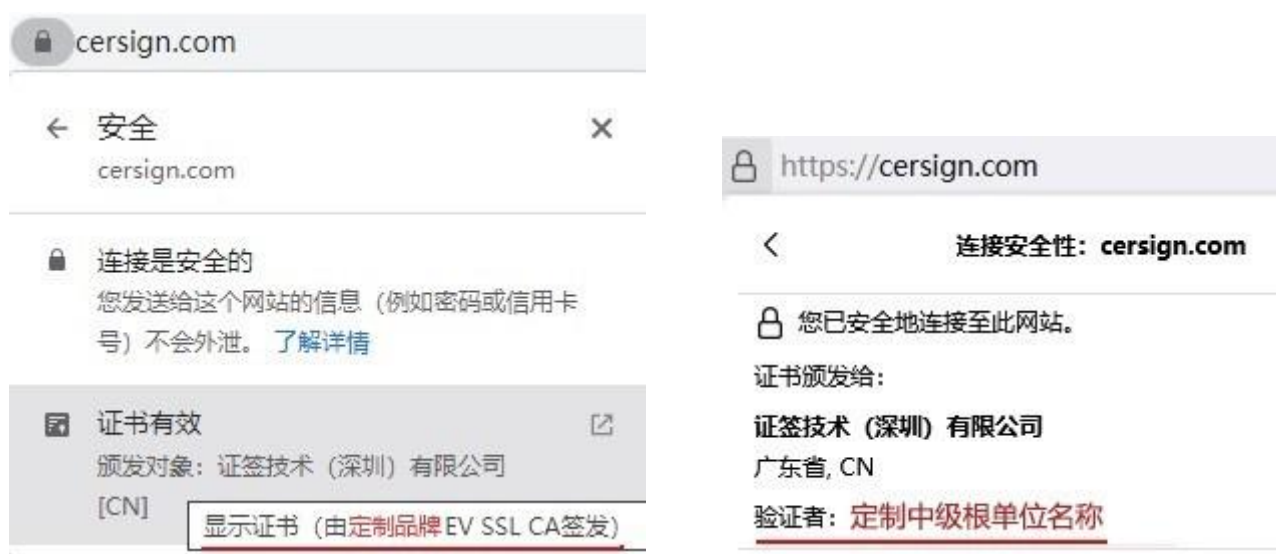 cersign.com
安全
cersign.com
连接是安全的
您发送给这个网站的信息（例如密码或信用卡
号）不会外泄。 了解详情
证书有效
颁发对象：证签技术（深圳）有限公司
[CN]
显示证书（由定制品牌EV SSL CA签发）
https://cersign.com
连接安全性：cersign.com
您已安全地连接至此网站。
证书颁发给：
证签技术（深圳）有限公司
广东省, CN
验证者：定制中级根单位名称